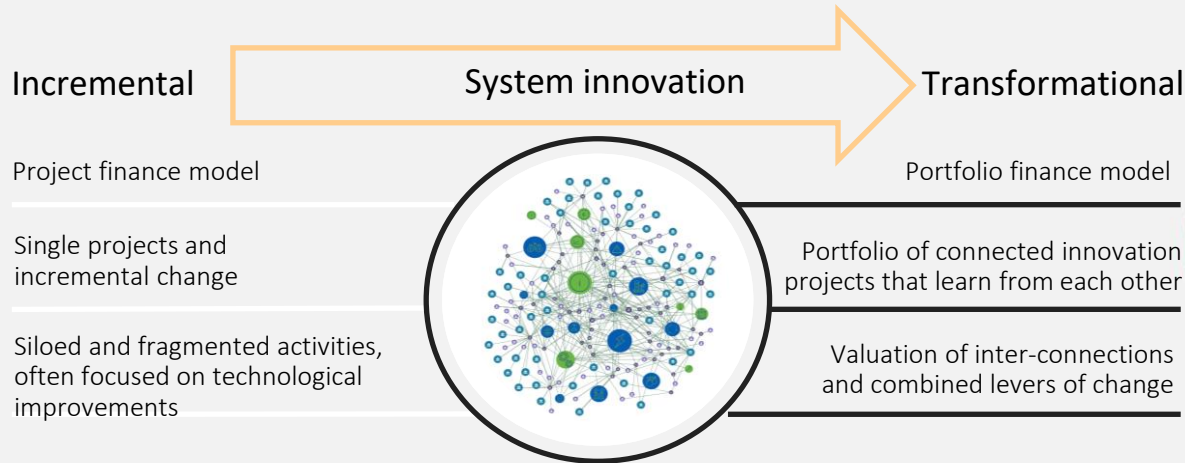 Incremental
System innovation
Transformational
Project finance model
Portfolio finance model
Single projects and
incremental change
Portfolio of connected innovation
projects that learn from each other
Siloed and fragmented activities,
often focused on technological
improvements
Valuation of inter-connections
and combined levers of change